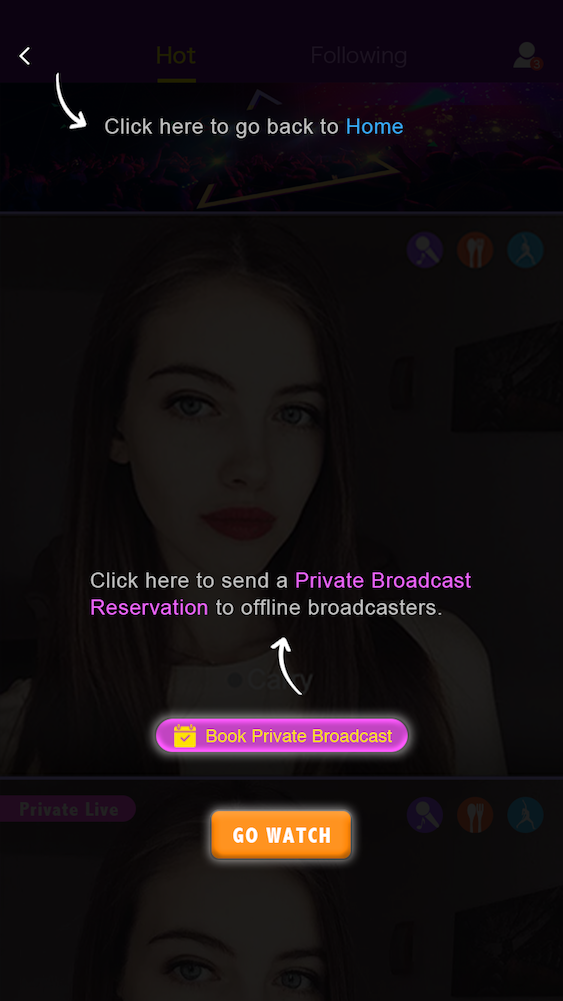 Hot Following
3
Click here to go back to Home
Click here to send a Private Broadcast
Reservation to offline broadcasters.
Book Private Broadcast
Private Live
GO WATCH